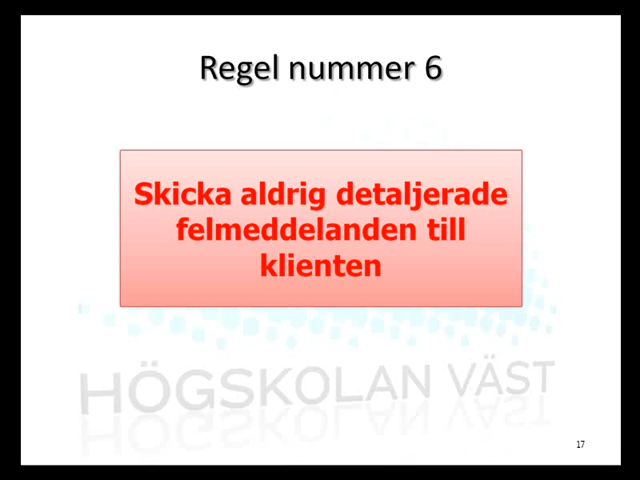 Regel nummer 6
Skicka aldrig detaljerade
felmeddelanden till
klienten
HÖGSKOLAN VÄST
17